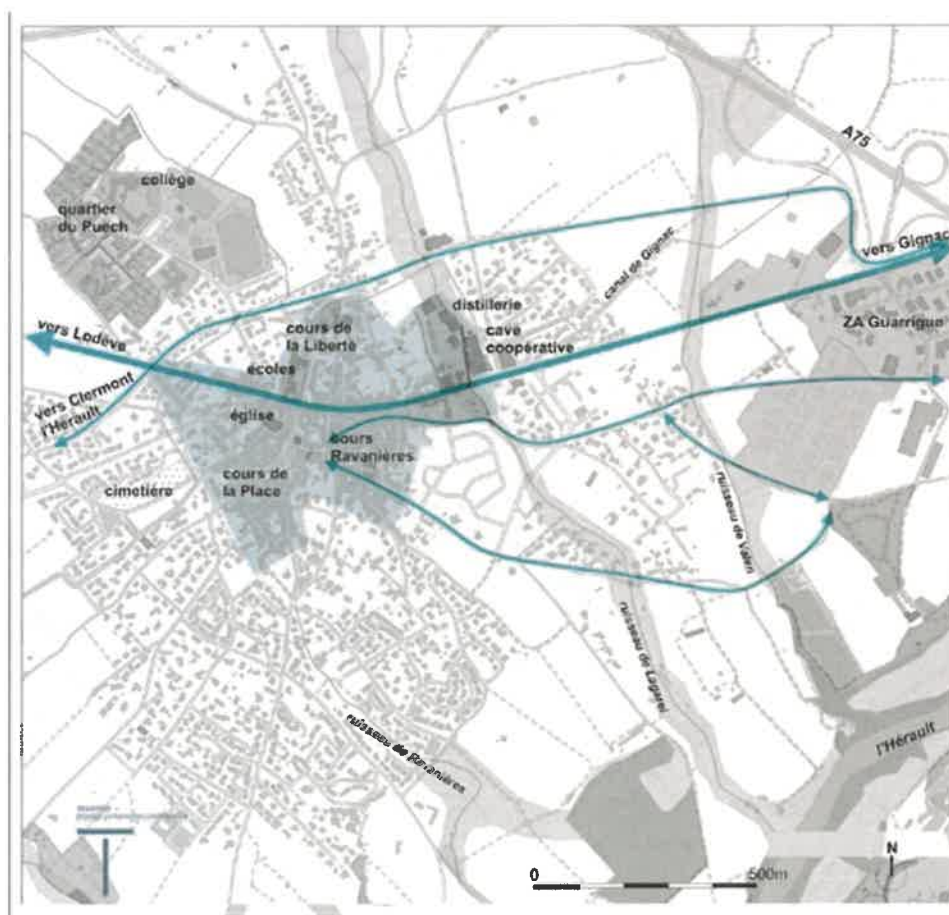 A75
collège
quartier
du Puech
vers Gignac
canal de Gignac
distillerie
cours de
la Liberté
cave
coopérative
ZA Guarrigue
vers Lodève
écoles
vers Clermont
l'Hérault
église
cours
Ravanières
cours de
la Place
cimetière
ruisseau de Valen
ruisseau de Lagarel
l'Hérault
ruisseau de Ravanières
N
0
500m